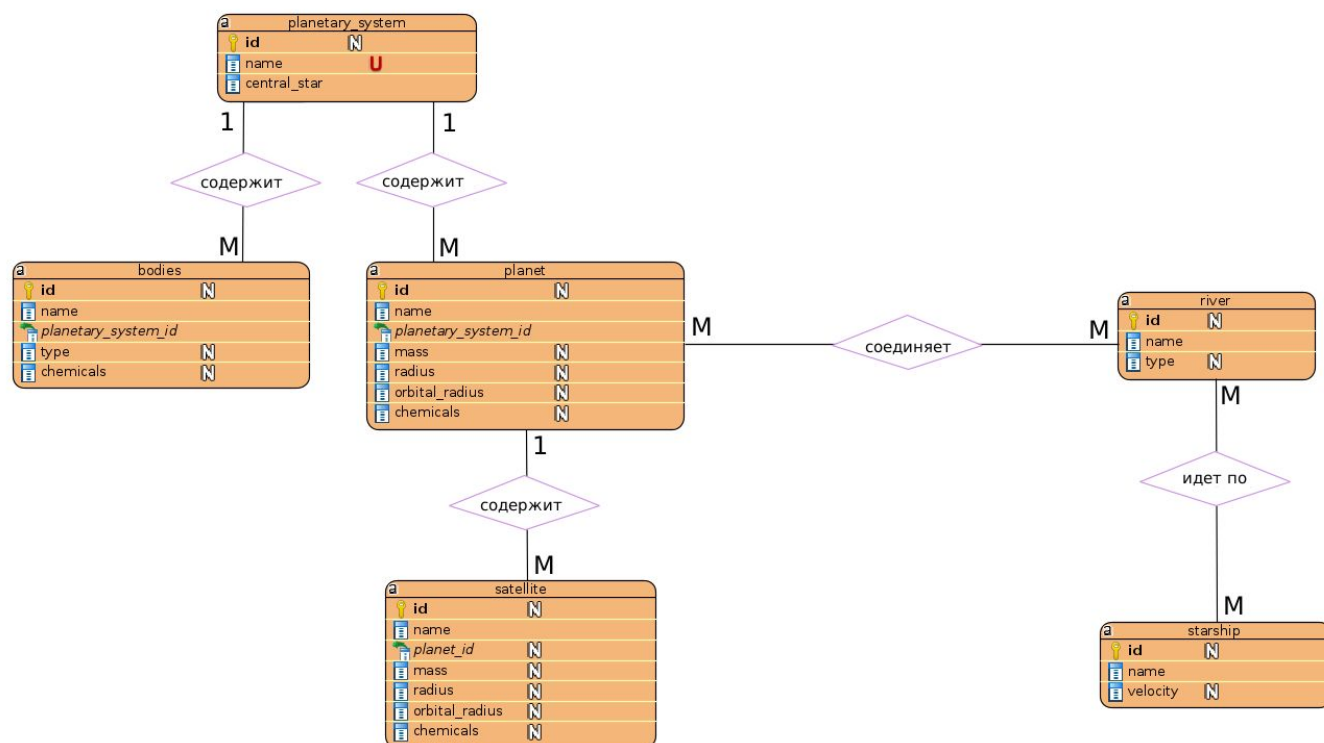 a planetary_system
id N
name U
central_star
1
1
содержит
содержит
M
M
a bodies
id N
name
planetary_system_id
type N
chemicals N
a planet
id N
name
planetary_system_id
mass N
radius N
orbital_radius N
chemicals N
M
соединяет
M
a river
id N
name
type N
1
содержит
M
M
идет по
M
a satellite
id N
name
planet_id N
mass N
radius N
orbital_radius N
chemicals N
a starship
id N
name
velocity N